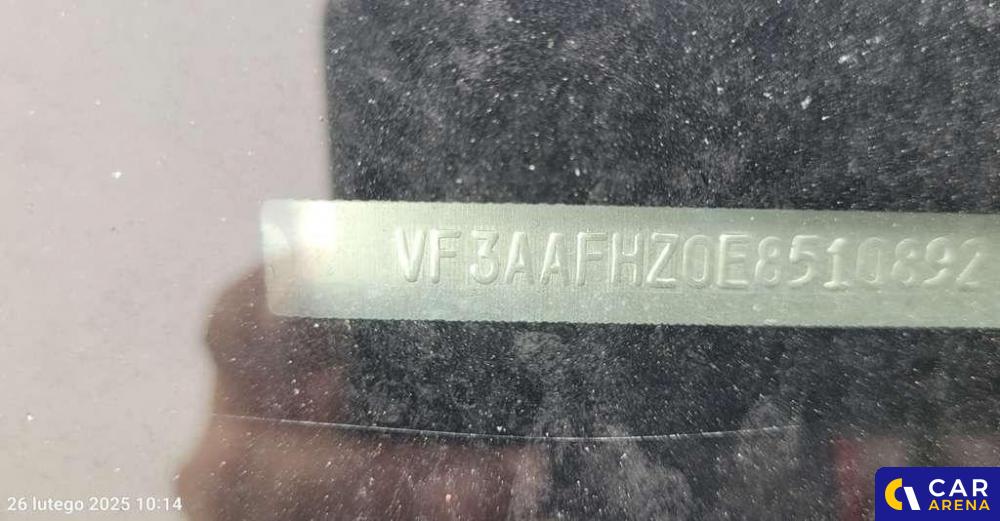 VF3AAFHZ0E8510892
26 lutego 2025 10:14
CAR
ARENA